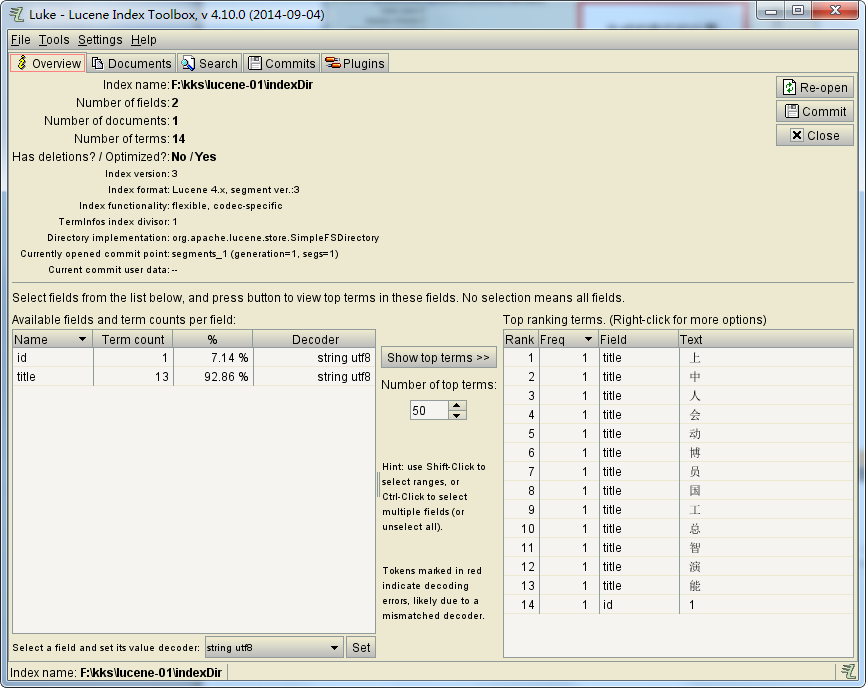 Luke - Lucene Index Toolbox, v 4.10.0 (2014-09-04)
File Tools Settings Help
Overview Documents Search Commits Plugins
Index name: F:\kks\lucene-01\indexDir
Number of fields: 2
Number of documents: 1
Number of terms: 14
Has deletions? / Optimized?: No / Yes
Index version: 3
Index format: Lucene 4.x, segment ver.:3
Index functionality: flexible, codec-specific
TermInfos index divisor: 1
Directory implementation: org.apache.lucene.store.SimpleFSDirectory
Currently opened commit point: segments_1 (generation=1, segs=1)
Current commit user data: --
Re-open
Commit
Close
Select fields from the list below, and press button to view top terms in these fields. No selection means all fields.
Available fields and term counts per field:
Name Term count % Decoder
id 1 7.14 % string utf8
title 13 92.86 % string utf8
Show top terms >>
Number of top terms:
50
Hint: use Shift-Click to
select ranges, or
Ctrl-Click to select
multiple fields (or
unselect all).
Tokens marked in red
indicate decoding
errors, likely due to a
mismatched decoder.
Top ranking terms. (Right-click for more options)
Rank Freq Field Text
1 1 title 上
2 1 title 中
3 1 title 人
4 1 title 会
5 1 title 动
6 1 title 博
7 1 title 员
8 1 title 国
9 1 title 工
10 1 title 总
11 1 title 智
12 1 title 演
13 1 title 能
14 1 id 1
Select a field and set its value decoder: string utf8 Set
Index name: F:\kks\lucene-01\indexDir